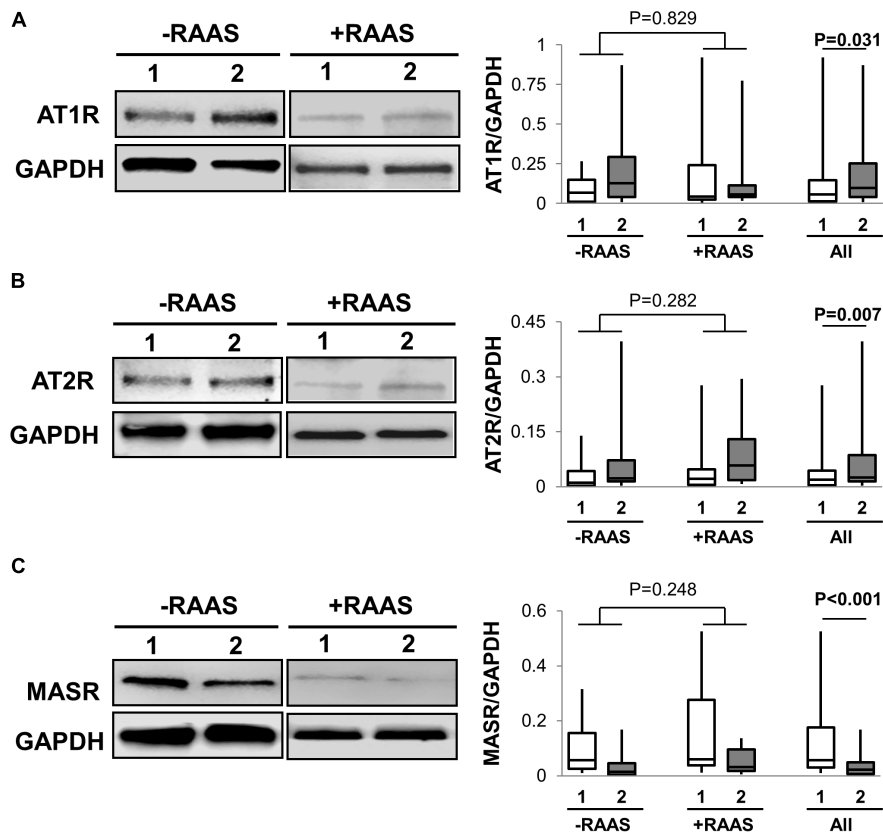 A
-RAAS +RAAS
1 2 1 2
AT1R
GAPDH
P=0.829
P=0.031
AT1R/GAPDH
1
0.75
0.5
0.25
0
1 2 1 2 1 2
-RAAS +RAAS All
B
-RAAS +RAAS
1 2 1 2
AT2R
GAPDH
P=0.282
P=0.007
AT2R/GAPDH
0.45
0.3
0.15
0
1 2 1 2 1 2
-RAAS +RAAS All
C
-RAAS +RAAS
1 2 1 2
MASR
GAPDH
P=0.248
P<0.001
MASR/GAPDH
0.6
0.4
0.2
0
1 2 1 2 1 2
-RAAS +RAAS All